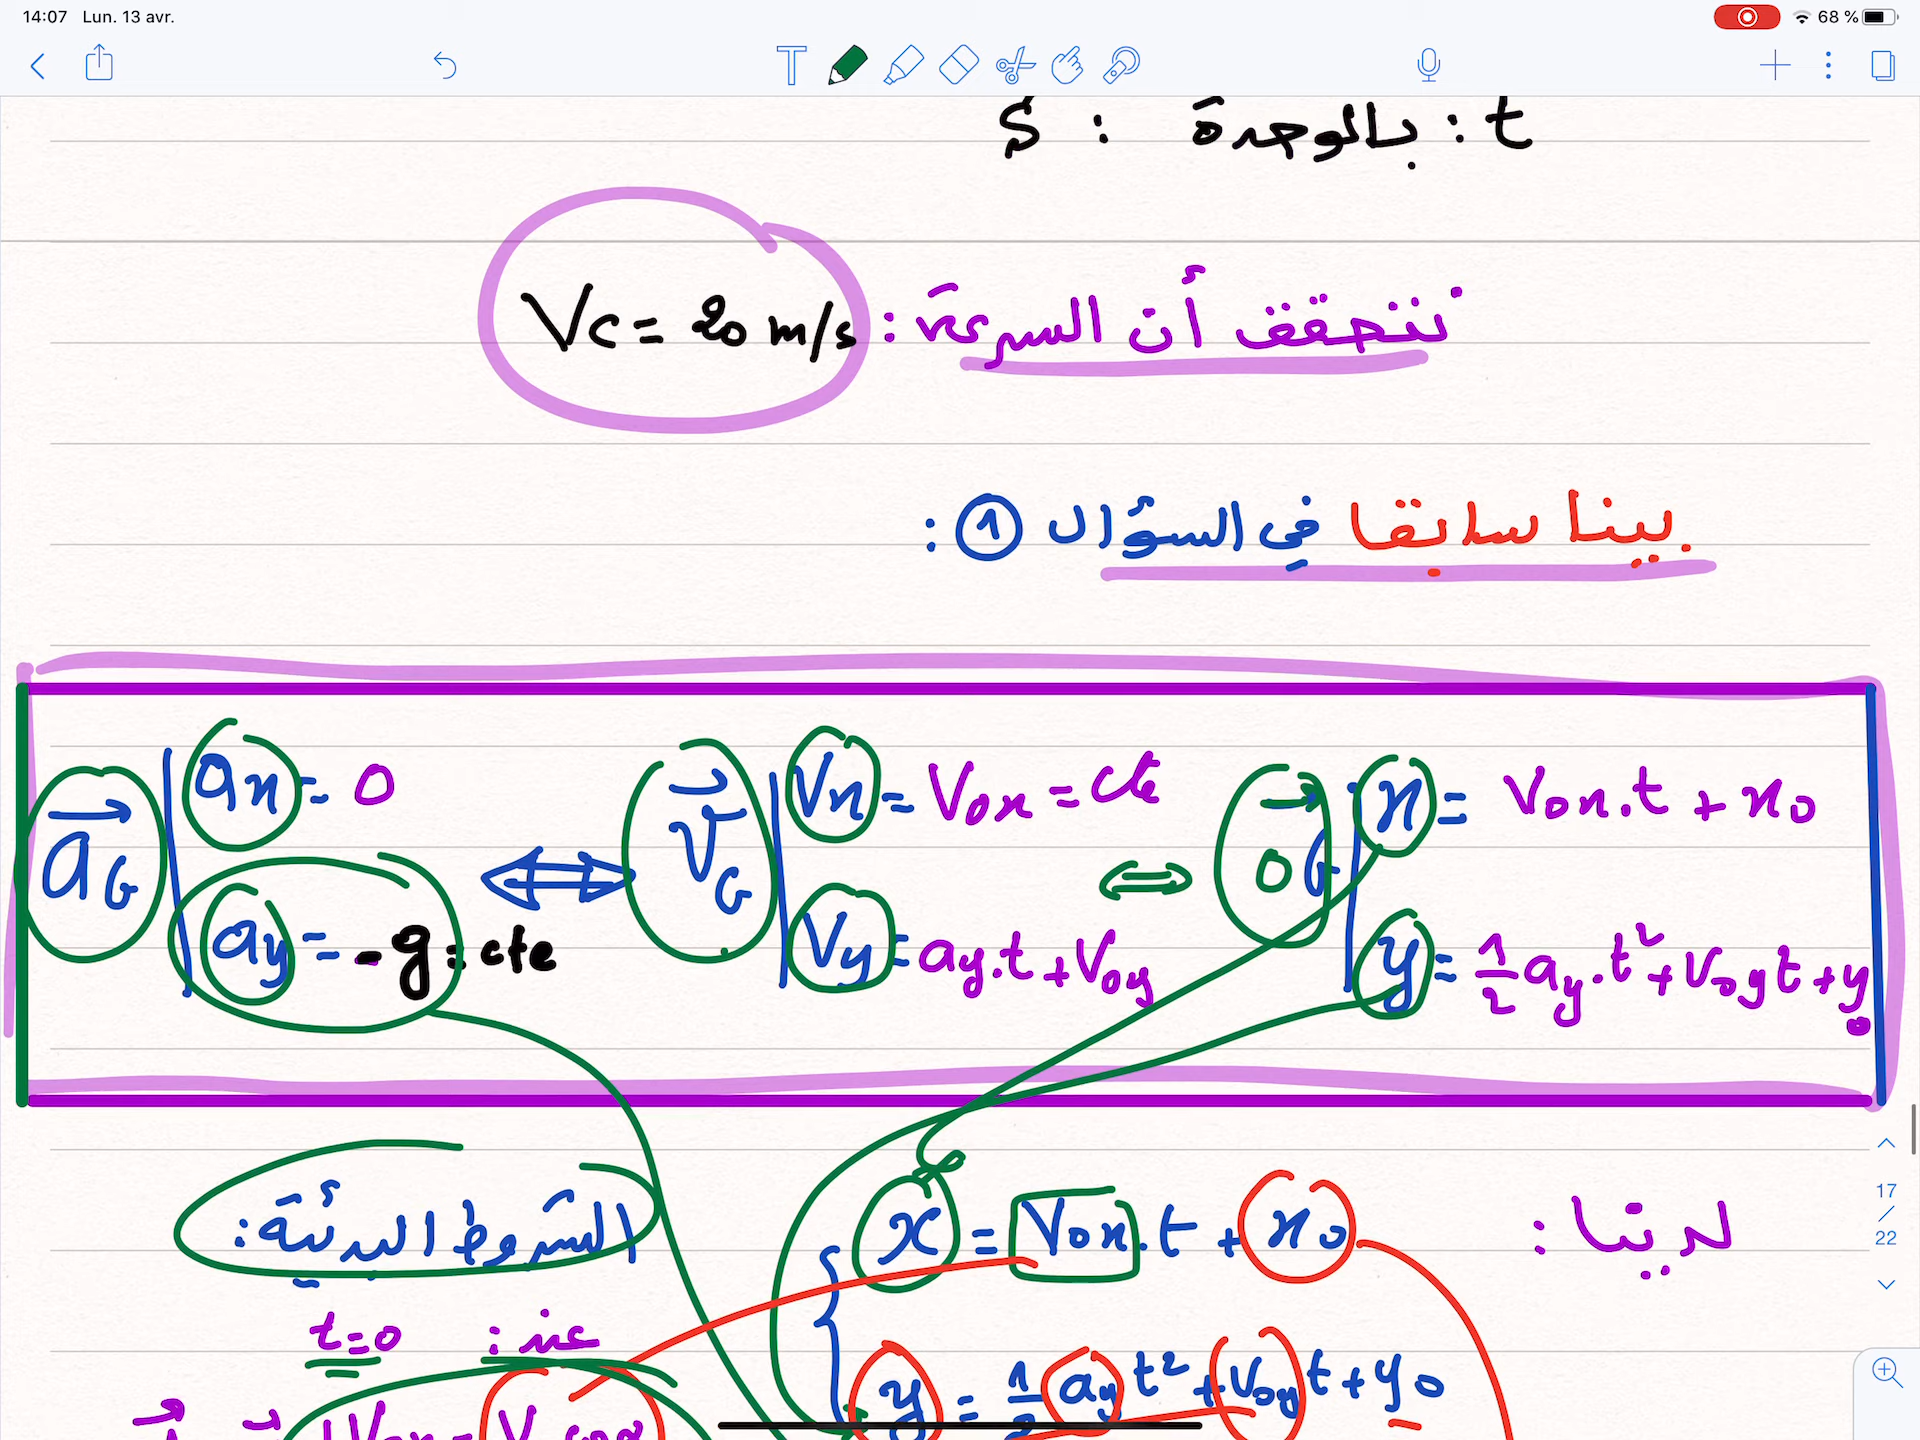 14:07 Lun. 13 avr. 68 %
t : بالوحدة : s
نتحقق أن السرعة : Vc = 20 m/s
بينا سابقا في السؤال ① :
aG | ax = 0 VG | Vx = V0x = cte OG | x = V0x.t + x0
ay = -g : cte Vy = ay.t + V0y y = 1/2 ay.t² + V0y t + y0
لدينا : x = V0x.t + x0
الشروط البدئية :
17
22
عند : t=0
y = 1/2 ay t² + V0y t + y0